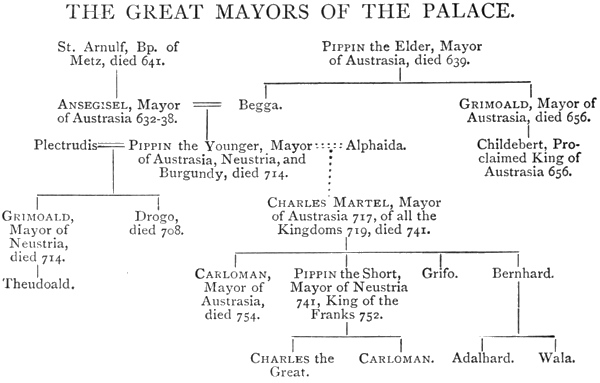 THE GREAT MAYORS OF THE PALACE.
St. Arnulf, Bp. of
Metz, died 641.
PIPPIN the Elder, Mayor
of Austrasia, died 639.
ANSEGISEL, Mayor
of Austrasia 632-38.
Begga.
GRIMOALD, Mayor of
Austrasia, died 656.
Plectrudis
PIPPIN the Younger, Mayor
of Austrasia, Neustria, and
Burgundy, died 714.
Alphaida.
Childebert, Pro-
claimed King of
Austrasia 656.
GRIMOALD,
Mayor of
Neustria,
died 714.
Drogo,
died 708.
CHARLES MARTEL, Mayor
of Austrasia 717, of all the
Kingdoms 719, died 741.
Theudoald.
CARLOMAN,
Mayor of
Austrasia,
died 754.
PIPPIN the Short,
Mayor of Neustria
741, King of the
Franks 752.
Grifo.
Bernhard.
CHARLES the
Great.
CARLOMAN.
Adalhard.
Wala.